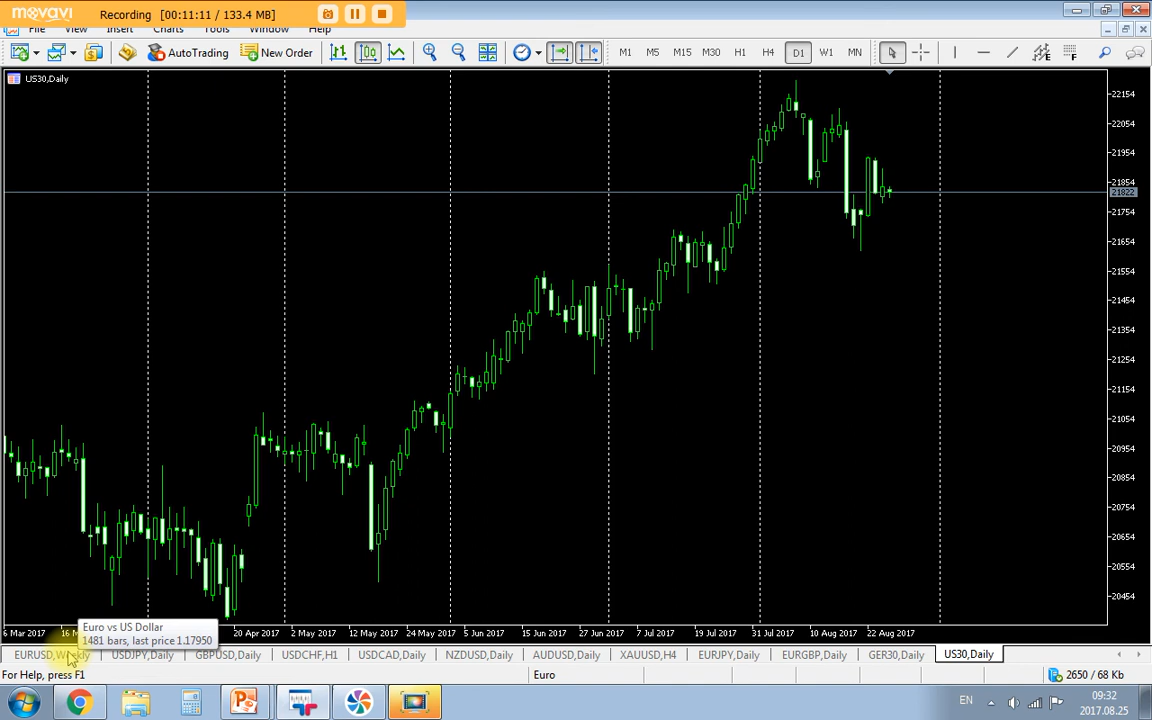 movavi Recording (00:11:11 / 133.4 MB)
File View Insert Charts Tools Window Help
AutoTrading New Order M1 M5 M15 M30 H1 H4 D1 W1 MN E F
US30,Daily
22154
22054
21954
21854
21822
21754
21654
21554
21454
21354
21254
21154
21054
20954
20854
20754
20654
20554
20454
6 Mar 2017 16 M 20 Apr 2017 2 May 2017 12 May 2017 24 May 2017 5 Jun 2017 15 Jun 2017 27 Jun 2017 7 Jul 2017 19 Jul 2017 31 Jul 2017 10 Aug 2017 22 Aug 2017
Euro vs US Dollar
1481 bars, last price 1.17950
EURUSD,Weekly USDJPY,Daily GBPUSD,Daily USDCHF,H1 USDCAD,Daily NZDUSD,Daily AUDUSD,Daily XAUUSD,H4 EURJPY,Daily EURGBP,Daily GER30,Daily US30,Daily
For Help, press F1 Euro 2650 / 68 Kb
EN 09:32
2017.08.25